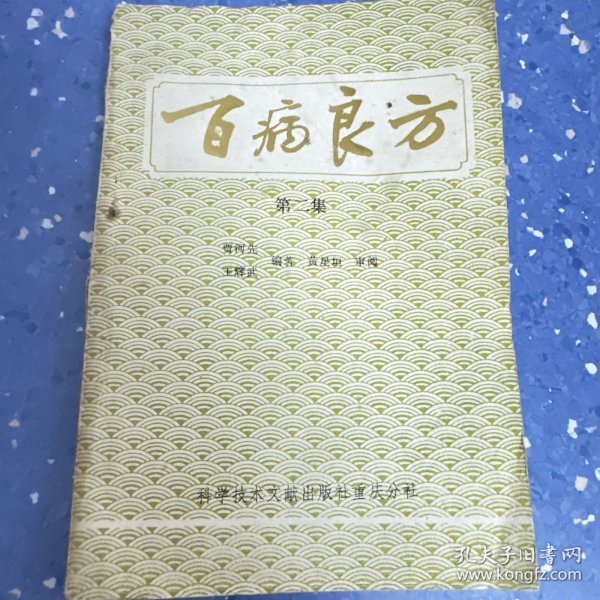 百病良方
第二集
贾河先
王辉武 编著 黄星垣 审阅
科学技术文献出版社重庆分社
孔夫子旧书网
www.kongfz.com